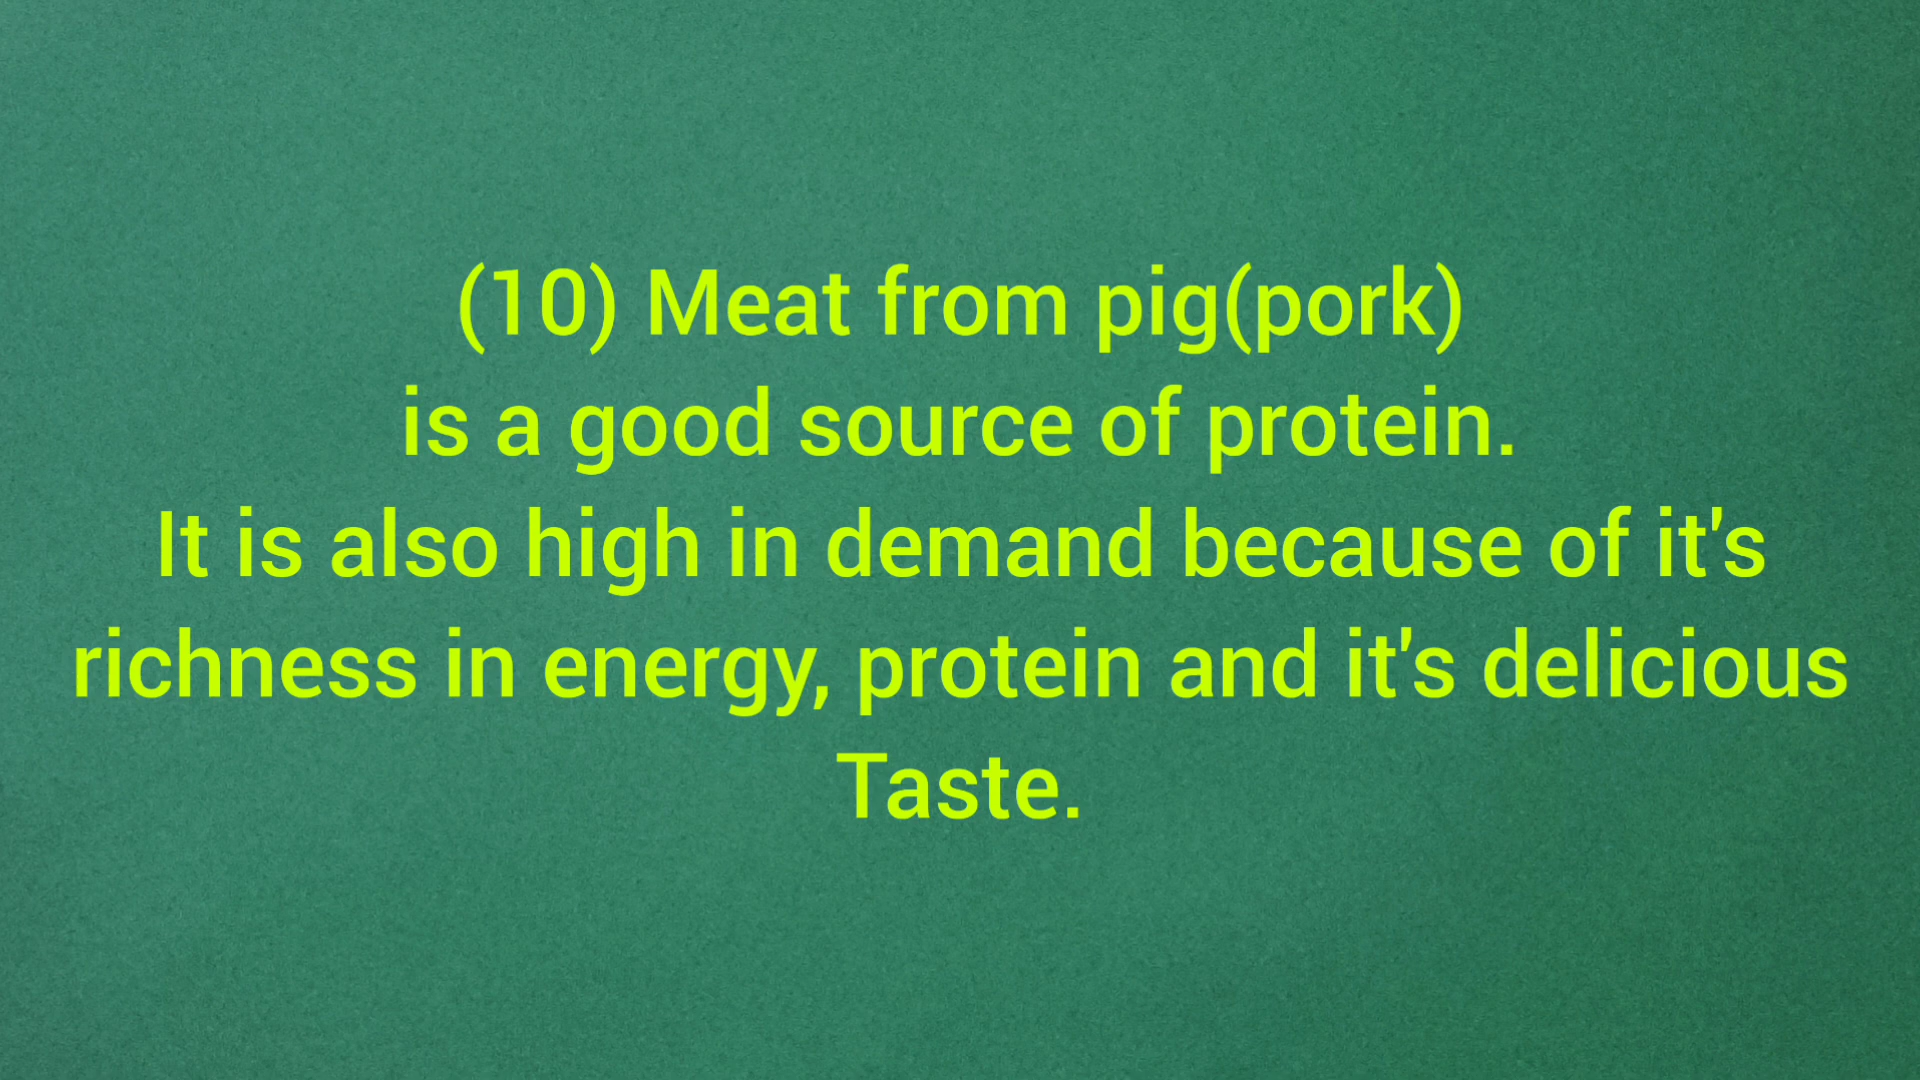 (10) Meat from pig(pork)
is a good source of protein.
It is also high in demand because of it's
richness in energy, protein and it's delicious
Taste.